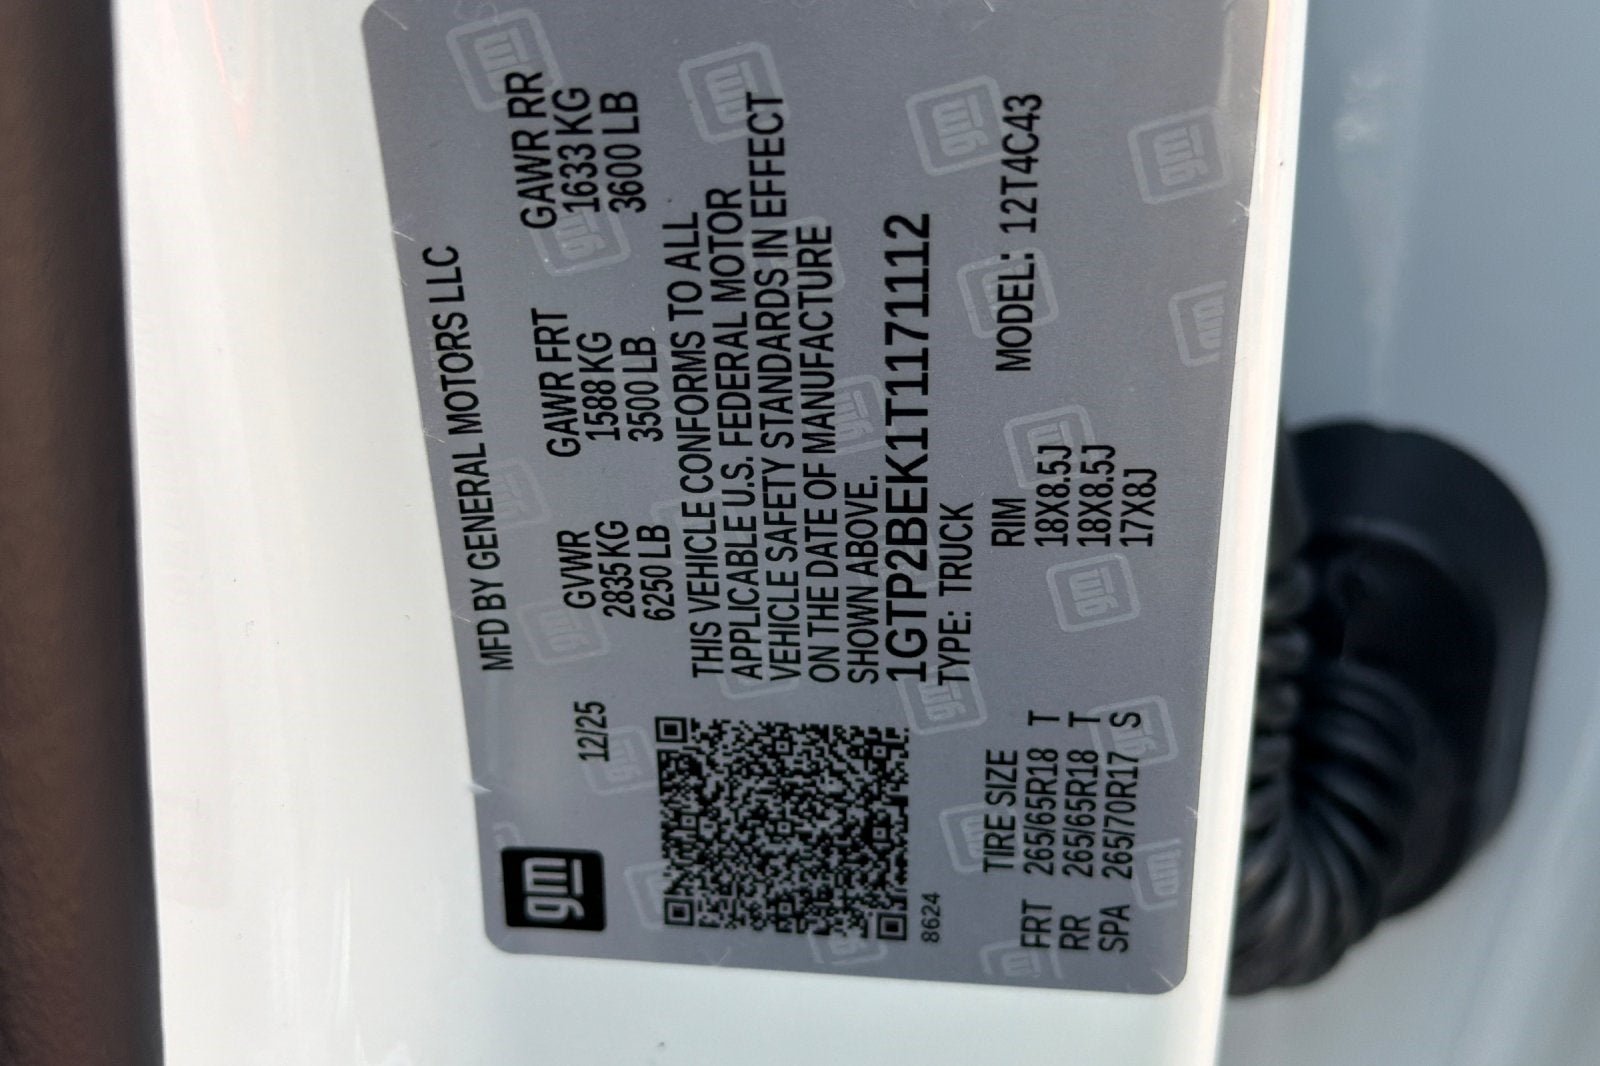 gm
12/25
MFD BY GENERAL MOTORS LLC
GVWR GAWR FRT GAWR RR
2835 KG 1588 KG 1633 KG
6250 LB 3500 LB 3600 LB
THIS VEHICLE CONFORMS TO ALL
APPLICABLE U.S. FEDERAL MOTOR
VEHICLE SAFETY STANDARDS IN EFFECT
ON THE DATE OF MANUFACTURE
SHOWN ABOVE.
1GTP2BEK1T1171112
TYPE: TRUCK MODEL: 12T4C43
8624
TIRE SIZE RIM
FRT 265/65R18 T 18X8.5J
RR 265/65R18 T 18X8.5J
SPA 265/70R17 S 17X8J